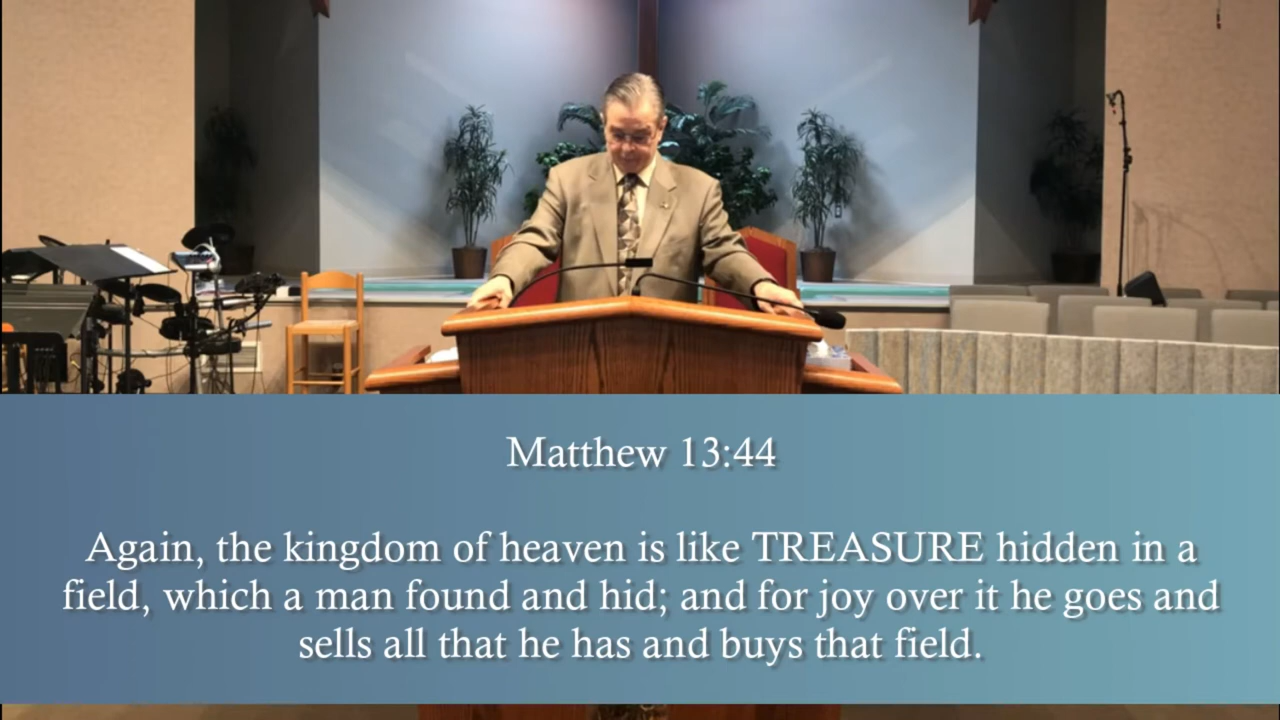 Matthew 13:44
Again, the kingdom of heaven is like TREASURE hidden in a
field, which a man found and hid; and for joy over it he goes and
sells all that he has and buys that field.